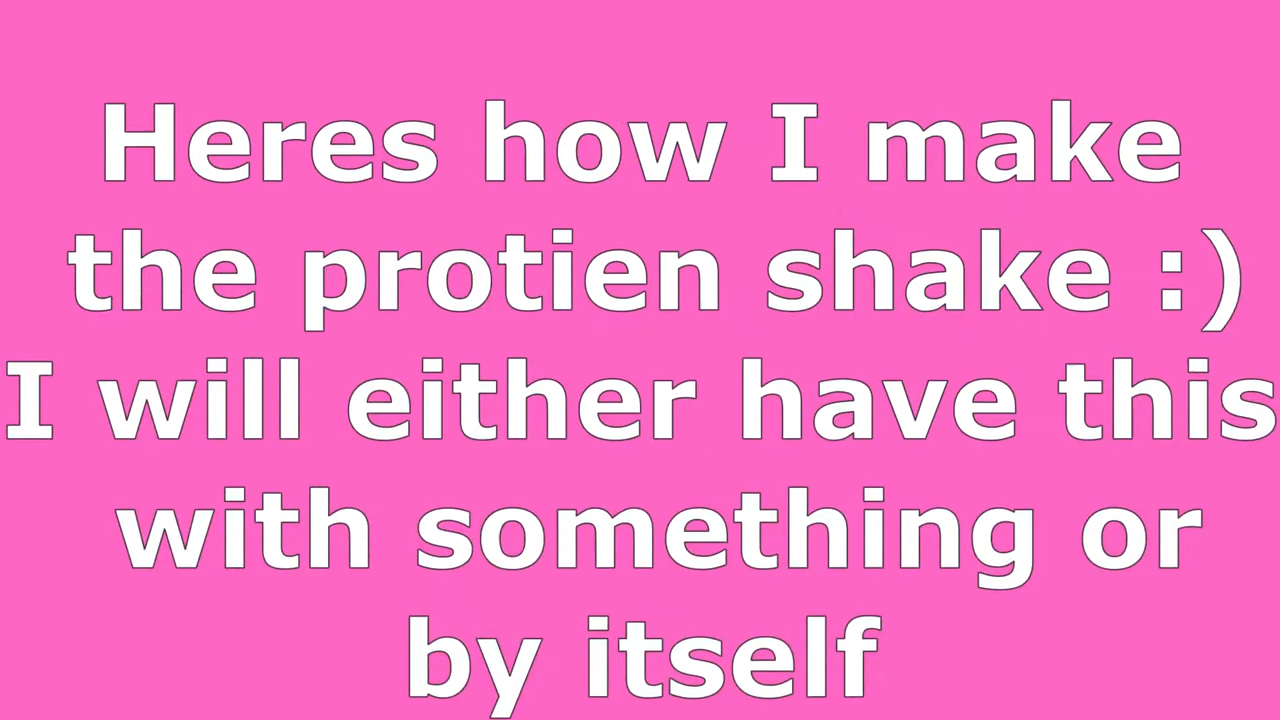 Heres how I make
the protien shake :)
I will either have this
with something or
by itself